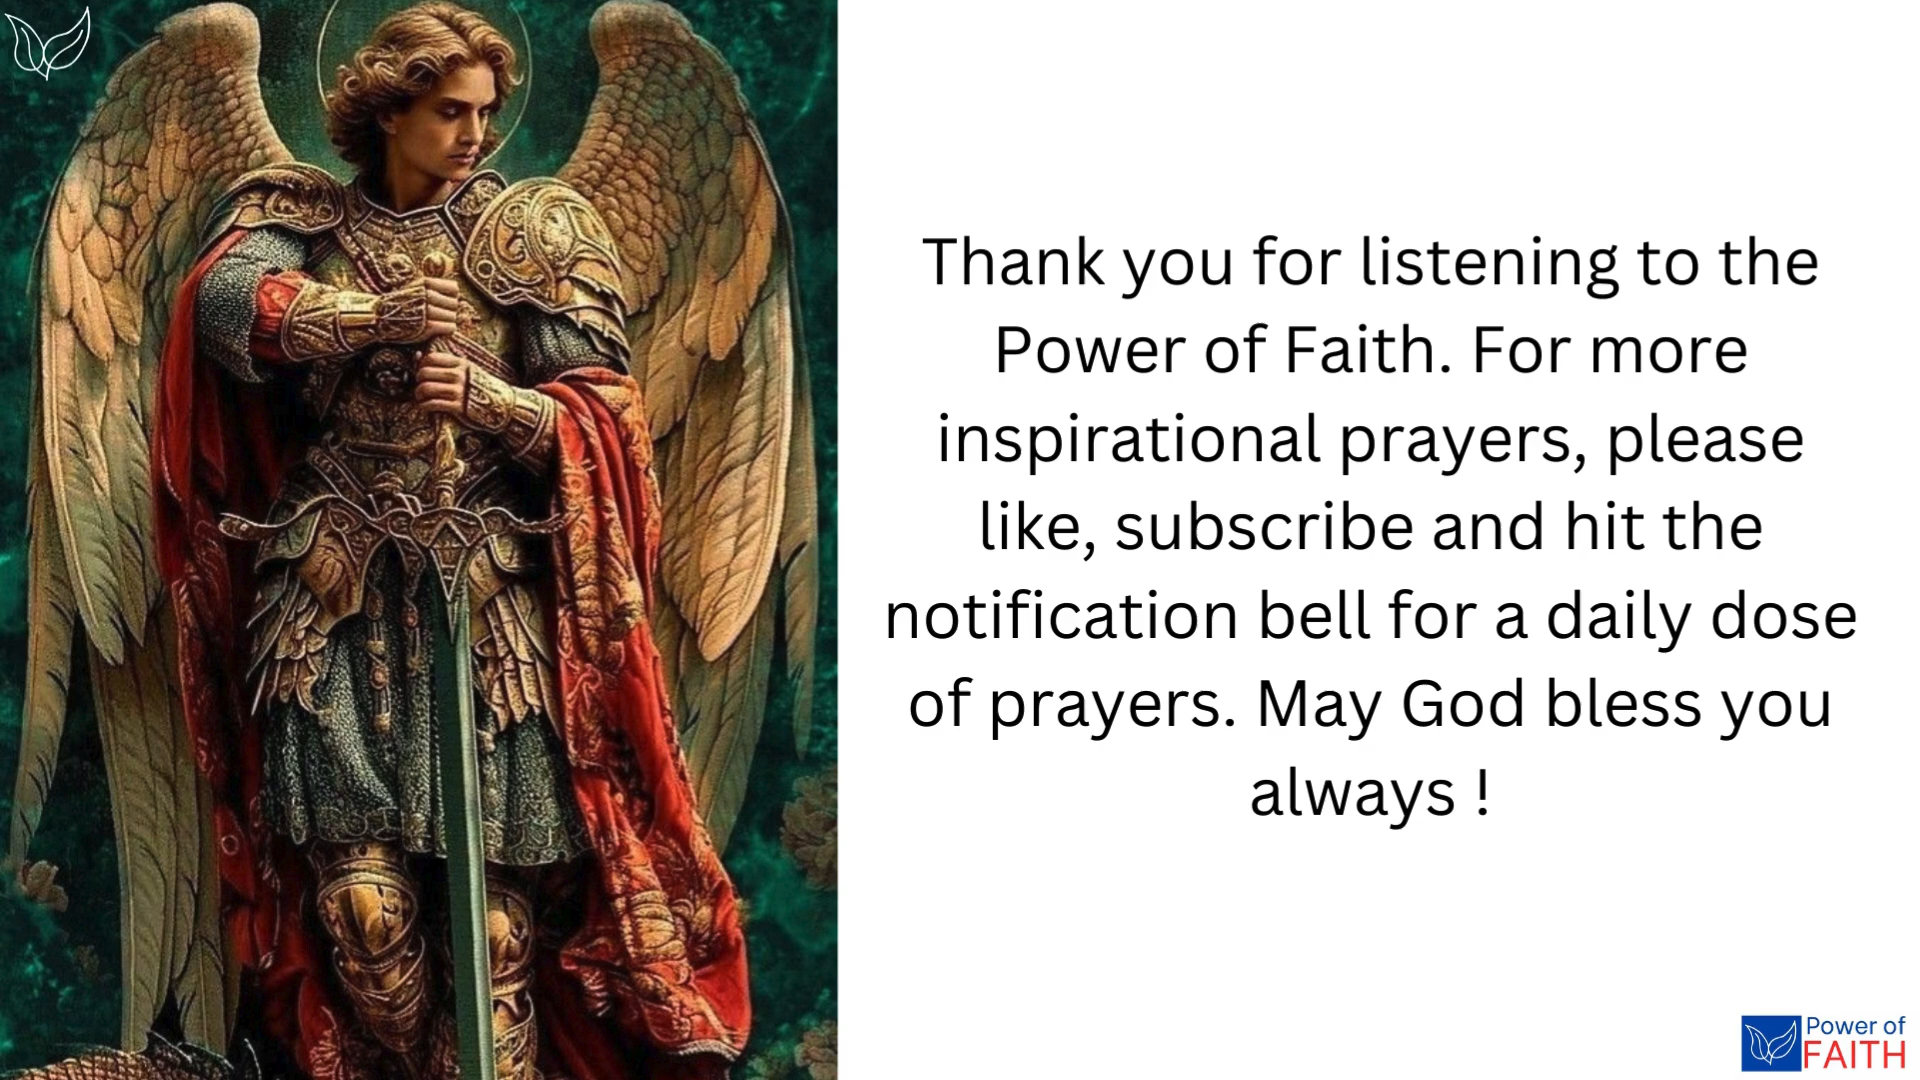 Thank you for listening to the
Power of Faith. For more
inspirational prayers, please
like, subscribe and hit the
notification bell for a daily dose
of prayers. May God bless you
always !
Power of
FAITH